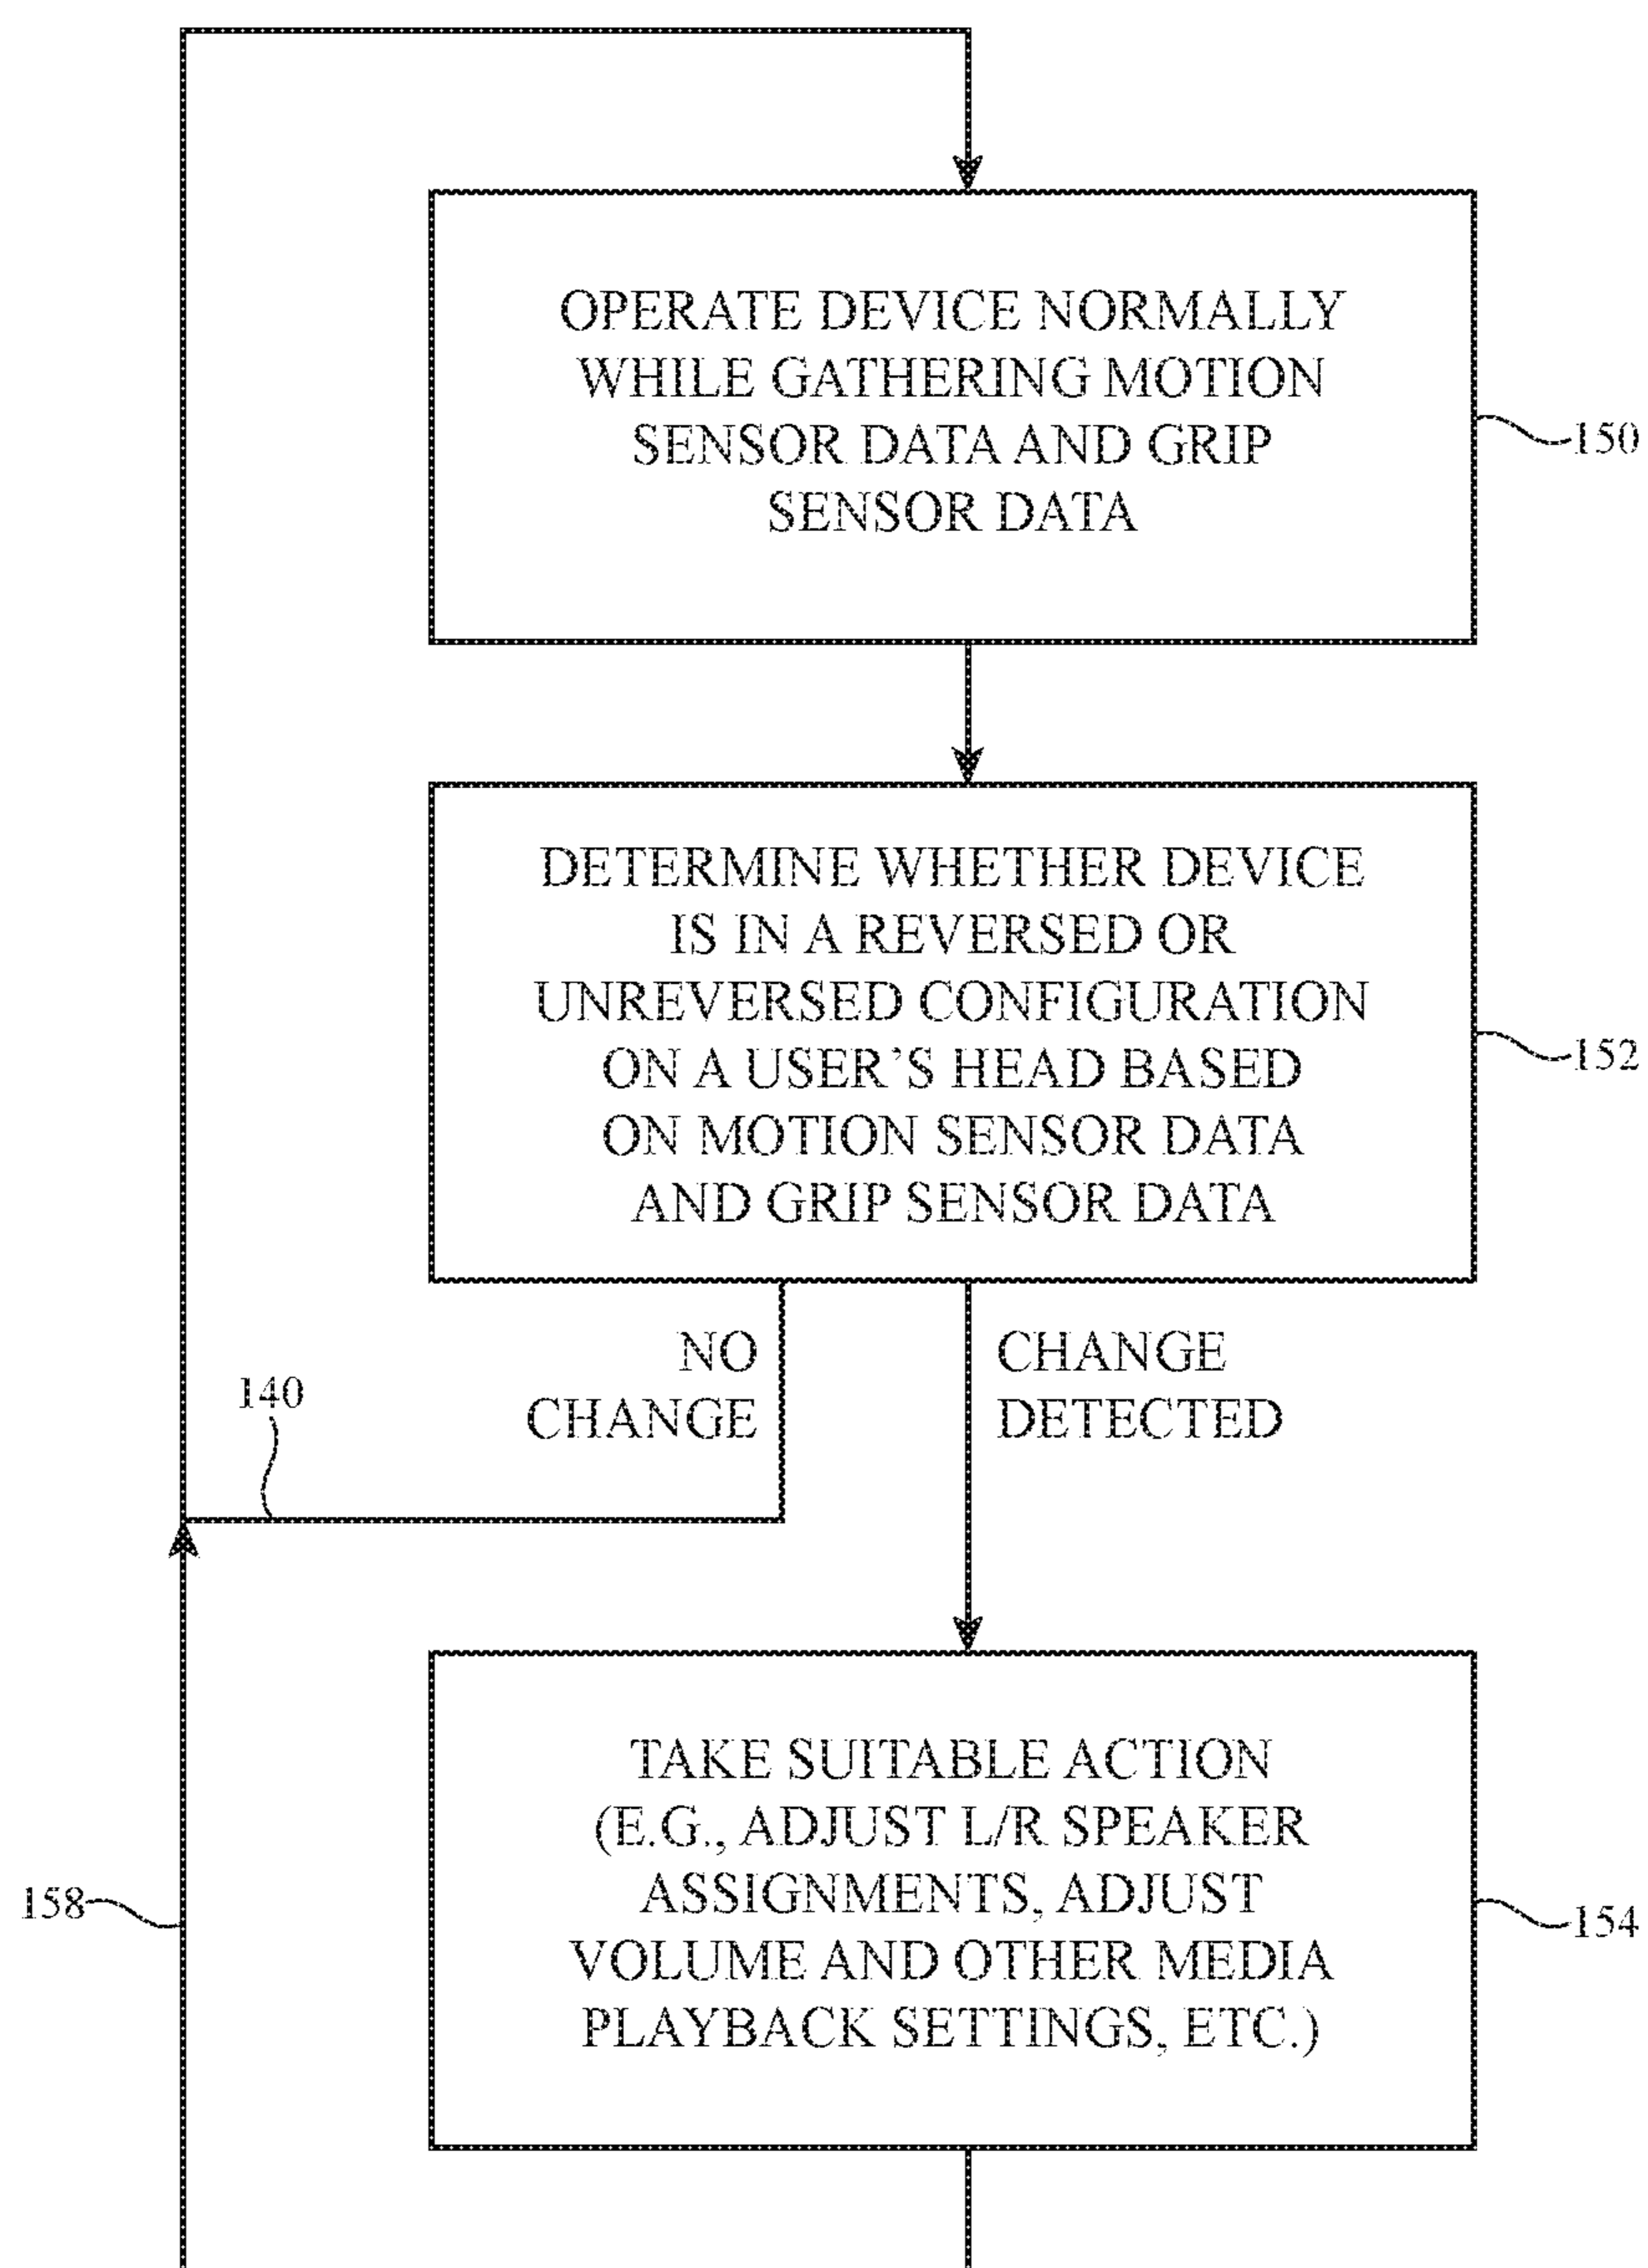 OPERATE DEVICE NORMALLY
WHILE GATHERING MOTION
SENSOR DATA AND GRIP
SENSOR DATA
150
DETERMINE WHETHER DEVICE
IS IN A REVERSED OR
UNREVERSED CONFIGURATION
ON A USER'S HEAD BASED
ON MOTION SENSOR DATA
AND GRIP SENSOR DATA
152
NO
CHANGE
CHANGE
DETECTED
140
TAKE SUITABLE ACTION
(E.G., ADJUST L/R SPEAKER
ASSIGNMENTS, ADJUST
VOLUME AND OTHER MEDIA
PLAYBACK SETTINGS, ETC.)
158
154